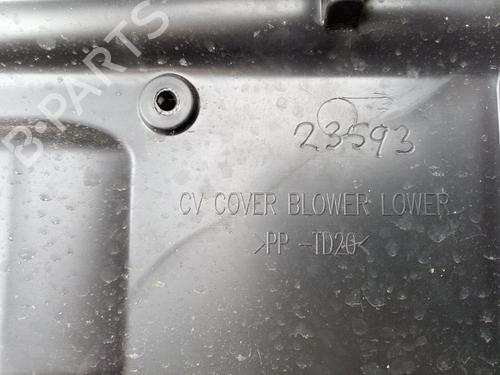 B-PARTS
23593
CV COVER BLOWER LOWER
>PP -TD20<